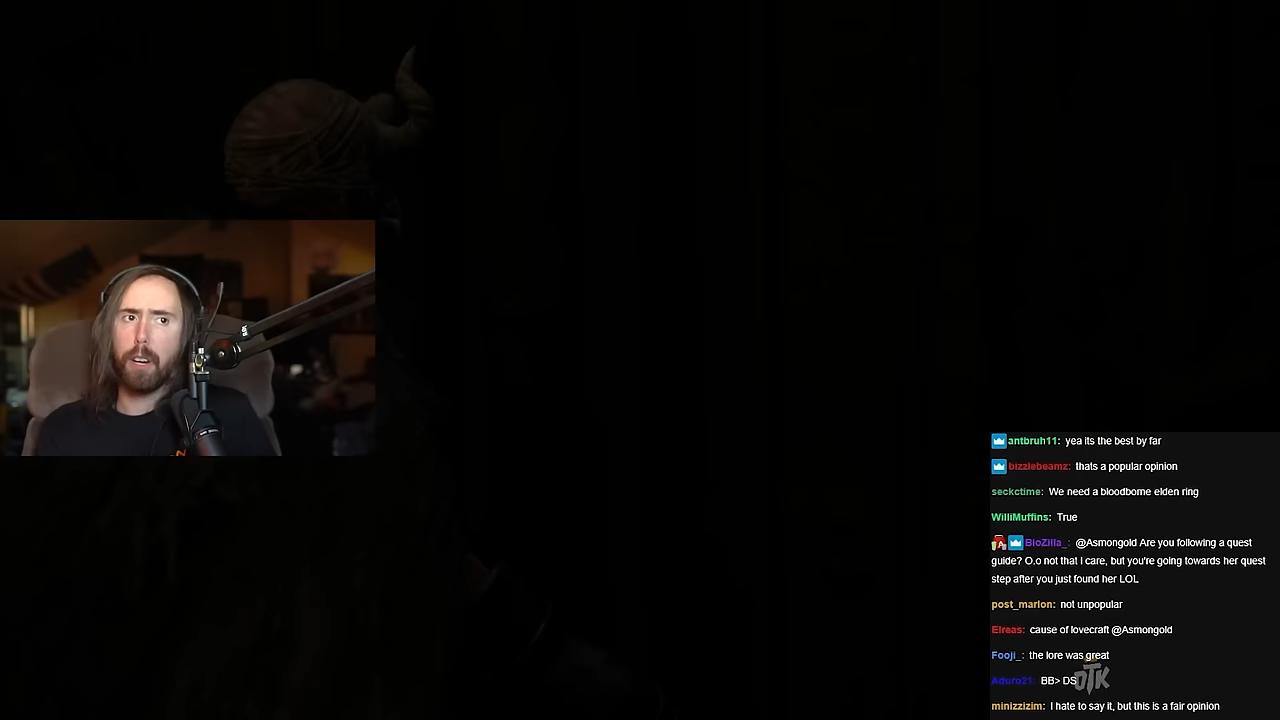 antbruh11: yea its the best by far
bizzlebeamz: thats a popular opinion
seckctime: We need a bloodborne elden ring
WilliMuffins: True
BioZilla_: @Asmongold Are you following a quest
guide? O.o not that I care, but you're going towards her quest
step after you just found her LOL
post_marlon: not unpopular
Elreas: cause of lovecraft @Asmongold
Fooji_: the lore was great
Aduro21: BB> DS
OTK
minizzizim: I hate to say it, but this is a fair opinion